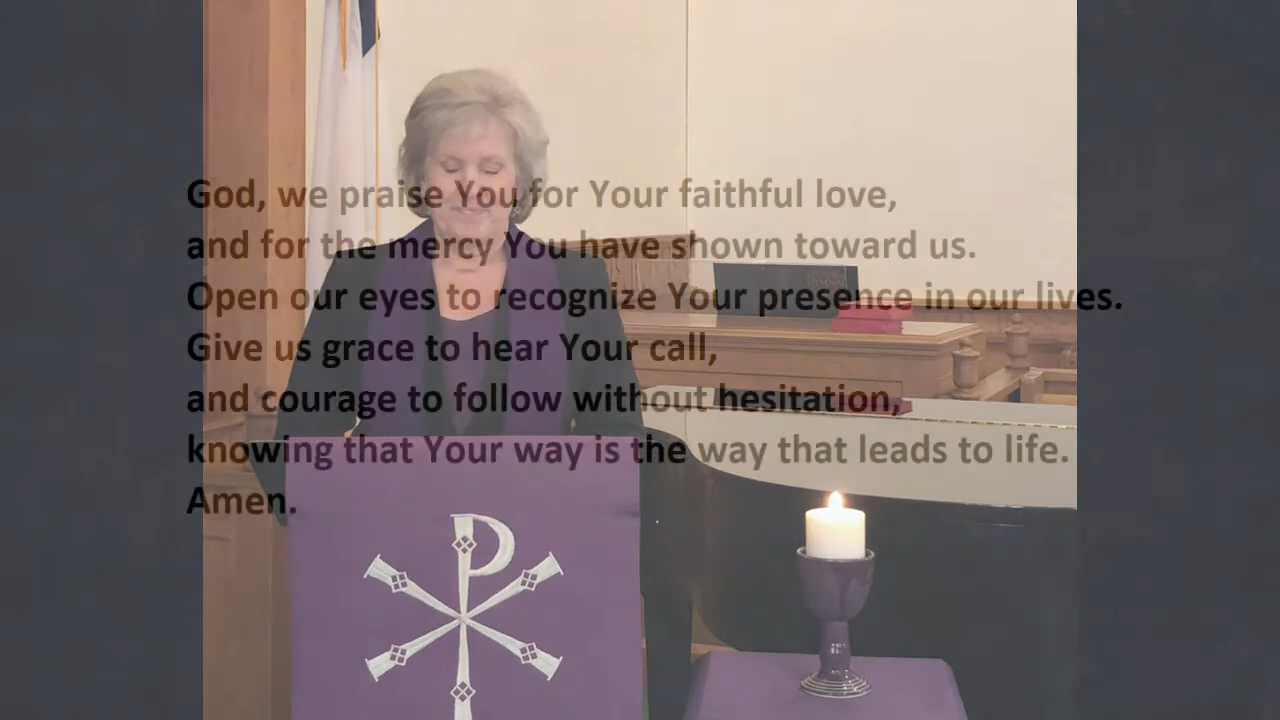 God, we praise You for Your faithful love,
and for the mercy You have shown toward us.
Open our eyes to recognize Your presence in our lives.
Give us grace to hear Your call,
and courage to follow without hesitation,
knowing that Your way is the way that leads to life.
Amen.